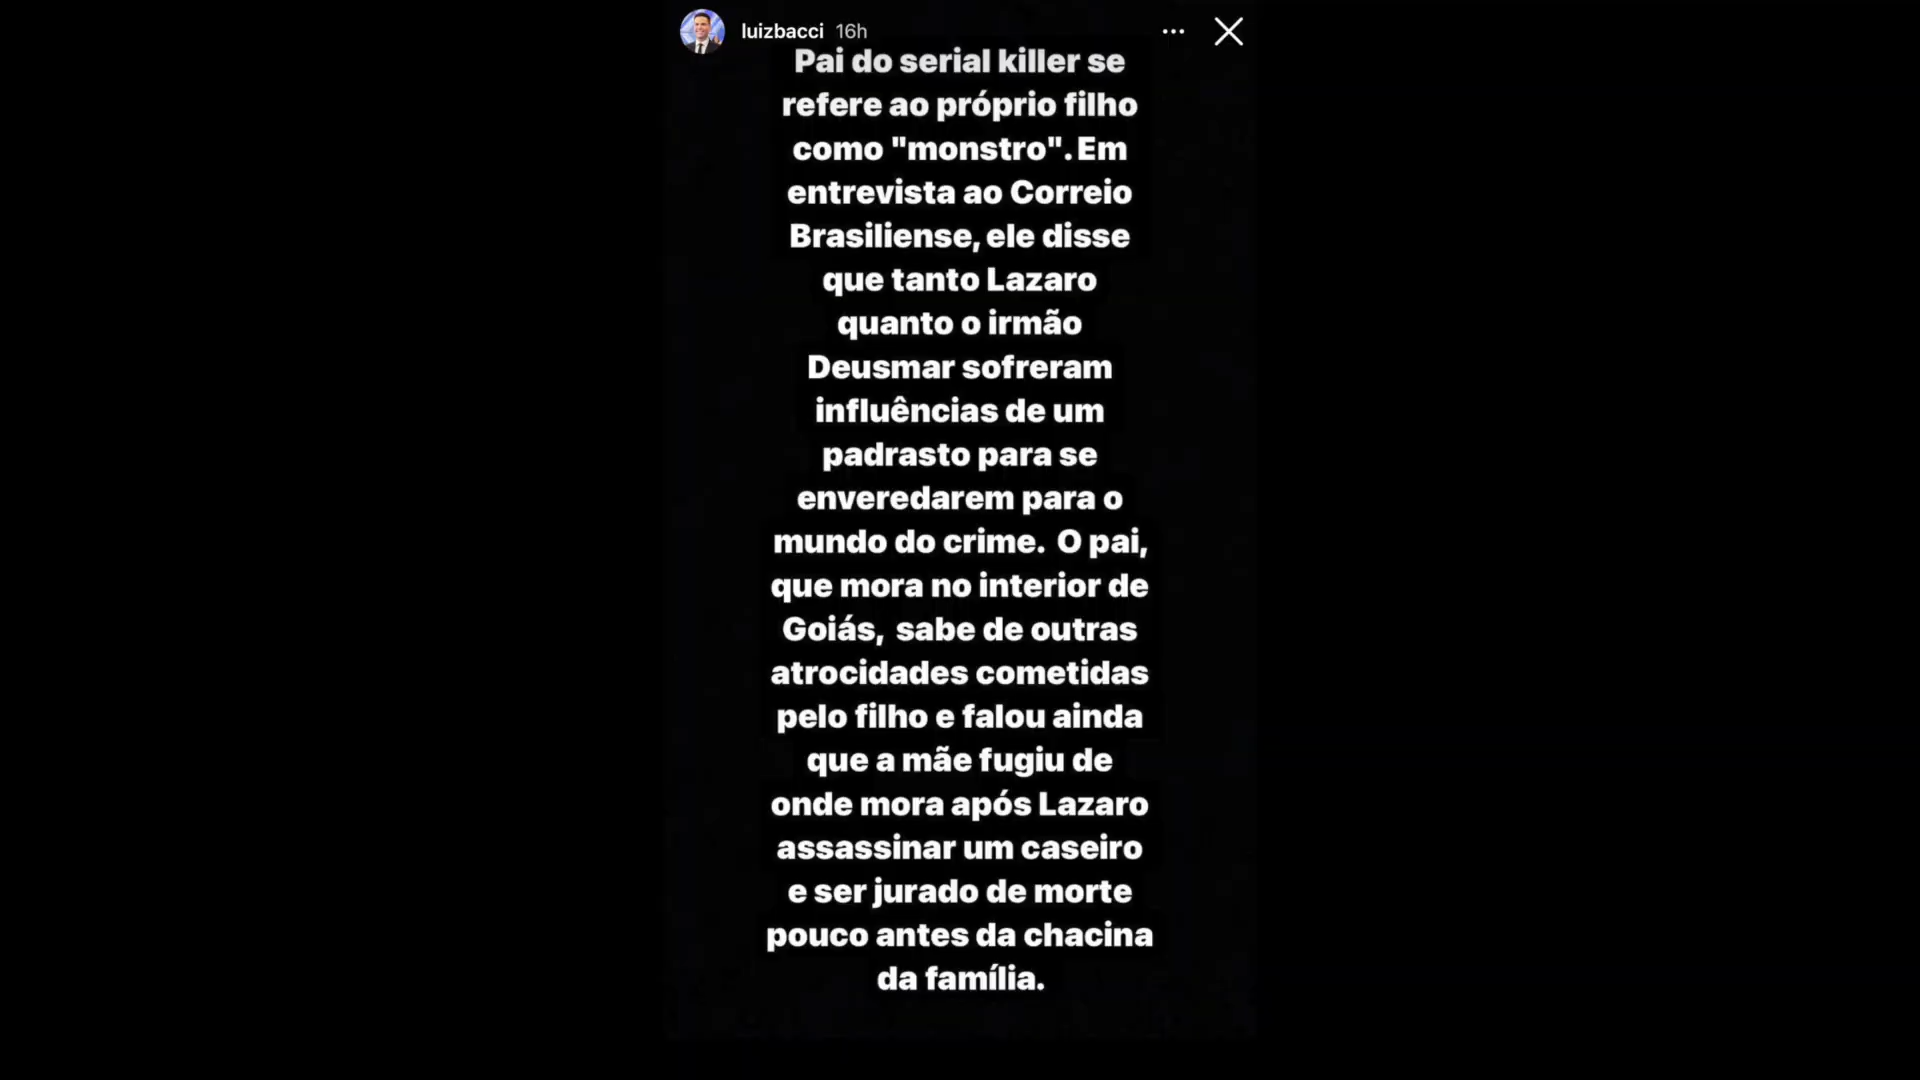 luizbacci 16h
Pai do serial killer se
refere ao próprio filho
como "monstro". Em
entrevista ao Correio
Brasiliense, ele disse
que tanto Lazaro
quanto o irmão
Deusmar sofreram
influências de um
padrasto para se
enveredarem para o
mundo do crime. O pai,
que mora no interior de
Goiás, sabe de outras
atrocidades cometidas
pelo filho e falou ainda
que a mãe fugiu de
onde mora após Lazaro
assassinar um caseiro
e ser jurado de morte
pouco antes da chacina
da família.